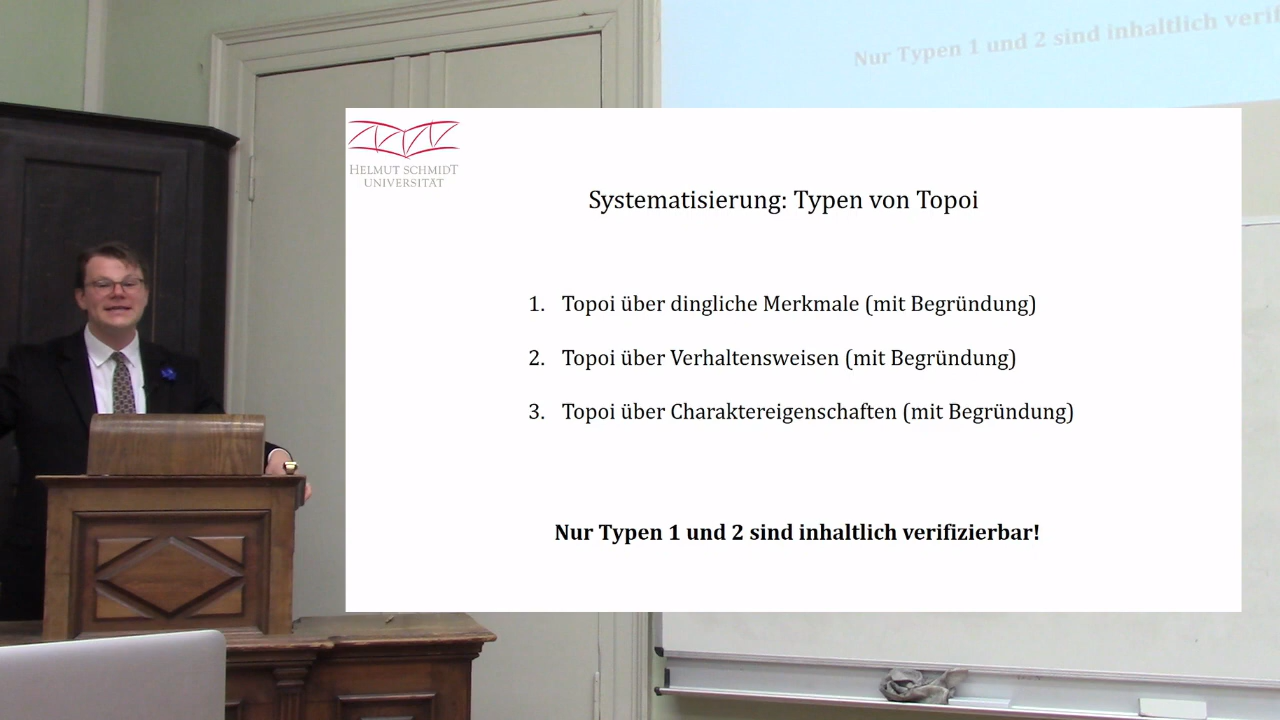 Nur Typen 1 und 2 sind inhaltlich verif
HELMUT SCHMIDT
UNIVERSITÄT
Systematisierung: Typen von Topoi
1. Topoi über dingliche Merkmale (mit Begründung)
2. Topoi über Verhaltensweisen (mit Begründung)
3. Topoi über Charaktereigenschaften (mit Begründung)
Nur Typen 1 und 2 sind inhaltlich verifizierbar!